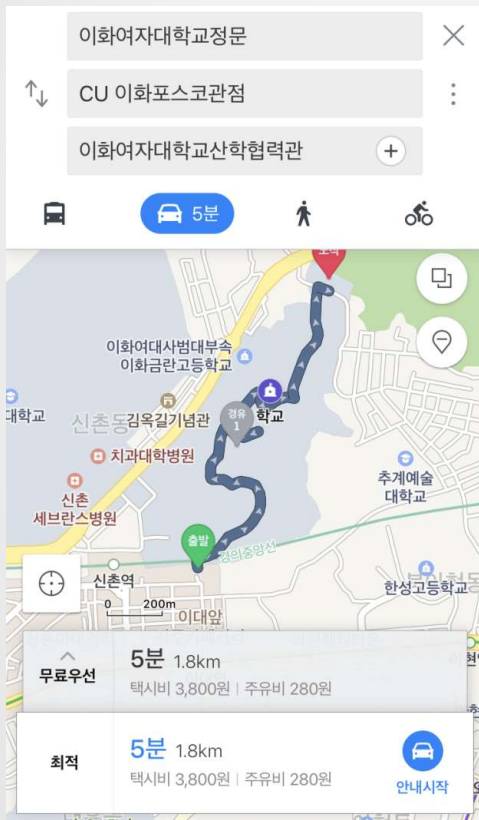 이화여자대학교정문
CU 이화포스코관점
이화여자대학교산학협력관
5분
이화여대사범대부속
이화금란고등학교
대학교
신촌동
김옥길기념관
경유
1
학교
치과대학병원
추계예술
대학교
신촌
세브란스병원
출발
경의중앙선
신촌역
한성고등학교
0 200m
이대앞
무료우선
5분 1.8km
택시비 3,800원 | 주유비 280원
최적
5분 1.8km
택시비 3,800원 | 주유비 280원
안내시작